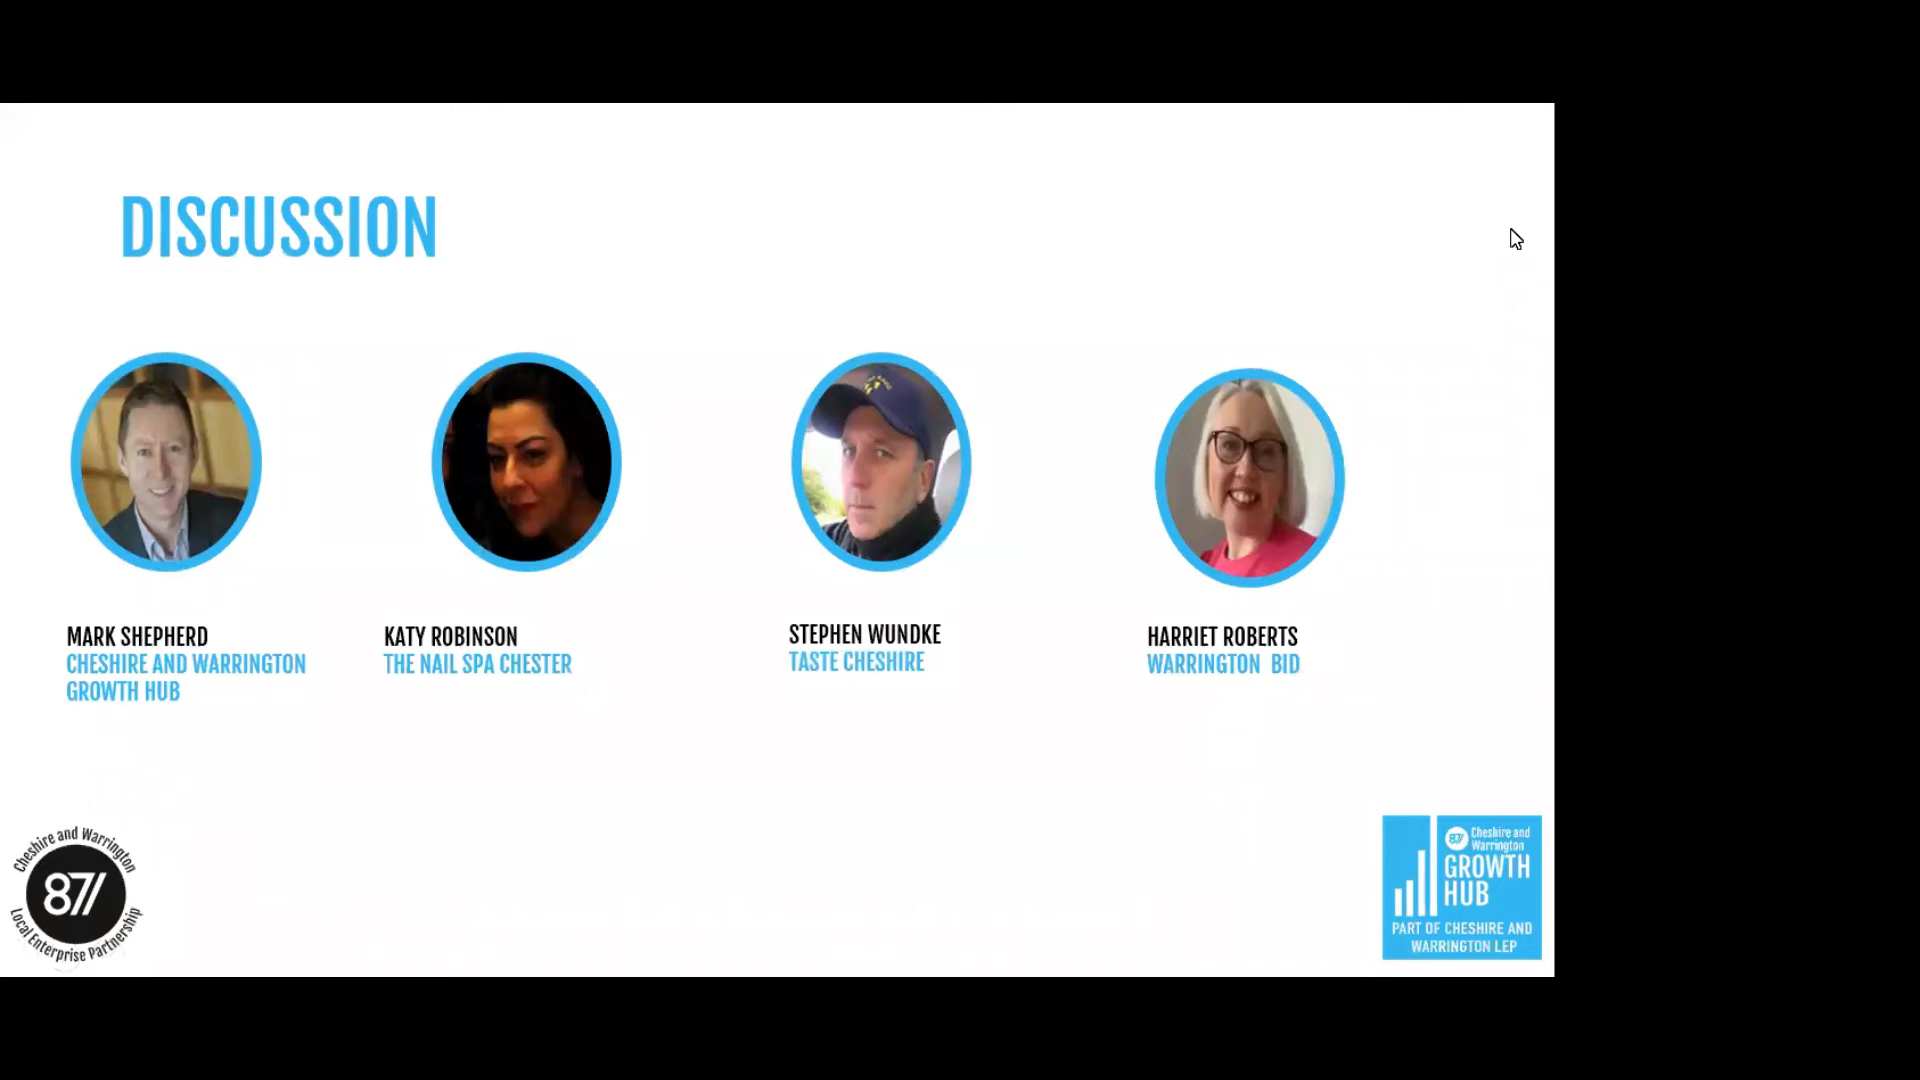 DISCUSSION
MARK SHEPHERD
CHESHIRE AND WARRINGTON
GROWTH HUB
KATY ROBINSON
THE NAIL SPA CHESTER
STEPHEN WUNDKE
TASTE CHESHIRE
HARRIET ROBERTS
WARRINGTON BID
Cheshire and Warrington
87//
Local Enterprise Partnership
87// Cheshire and
Warrington
GROWTH
HUB
PART OF CHESHIRE AND
WARRINGTON LEP